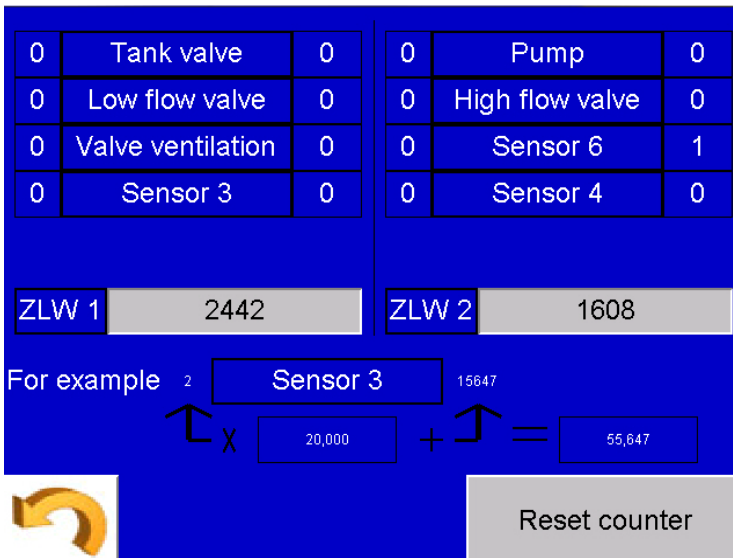 0 Tank valve 0 0 Pump 0
0 Low flow valve 0 0 High flow valve 0
0 Valve ventilation 0 0 Sensor 6 1
0 Sensor 3 0 0 Sensor 4 0
ZLW 1 2442 ZLW 2 1608
For example 2 Sensor 3 15647
X 20,000 + = 55,647
Reset counter